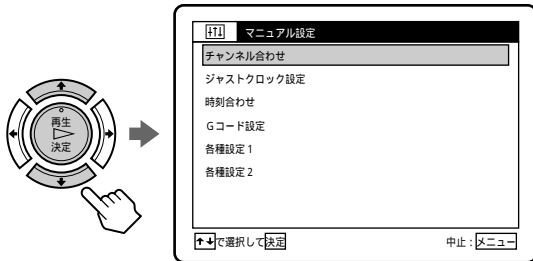 再生
決定
マニュアル設定
チャンネル合わせ
ジャストクロック設定
時刻合わせ
Gコード設定
各種設定1
各種設定2
↑↓で選択して決定
中止：メニュー